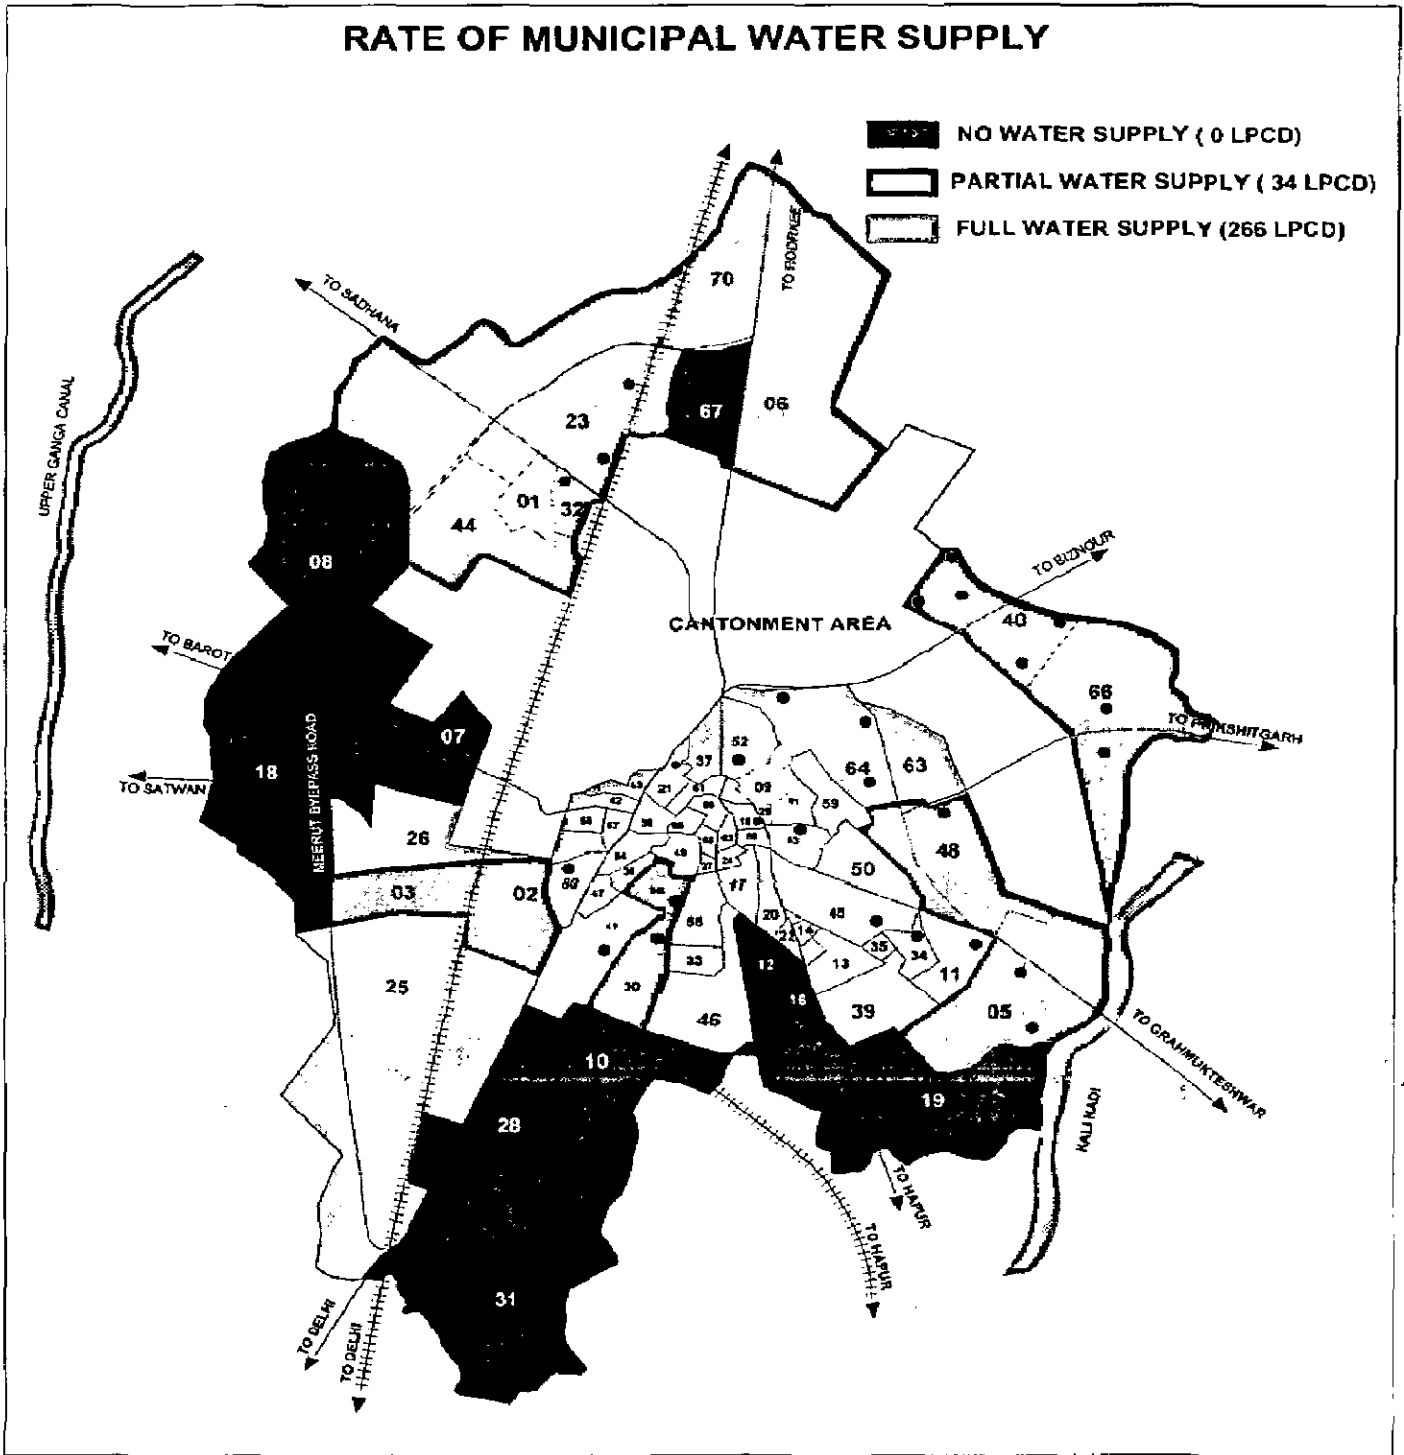 RATE OF MUNICIPAL WATER SUPPLY
NO WATER SUPPLY ( 0 LPCD)
PARTIAL WATER SUPPLY ( 34 LPCD)
FULL WATER SUPPLY (266 LPCD)
TO ROORKEE
70
TO SADHANA
UPPER GANGA CANAL
67
06
23
01
32
44
08
TO BIZNOUR
CANTONMENT AREA
40
TO BAROT
66
MEERUT BYEPASS ROAD
07
52
37
18
64
63
TO SATWAN
21
09
59
26
48
50
03
02
17
20
45
35
34
12
13
11
33
25
30
16
39
05
46
TO GRAHMUKTESHWAR
10
19
28
KALI NADI
TO HAPUR
TO HAPUR
31
TO DELHI
TO DELHI